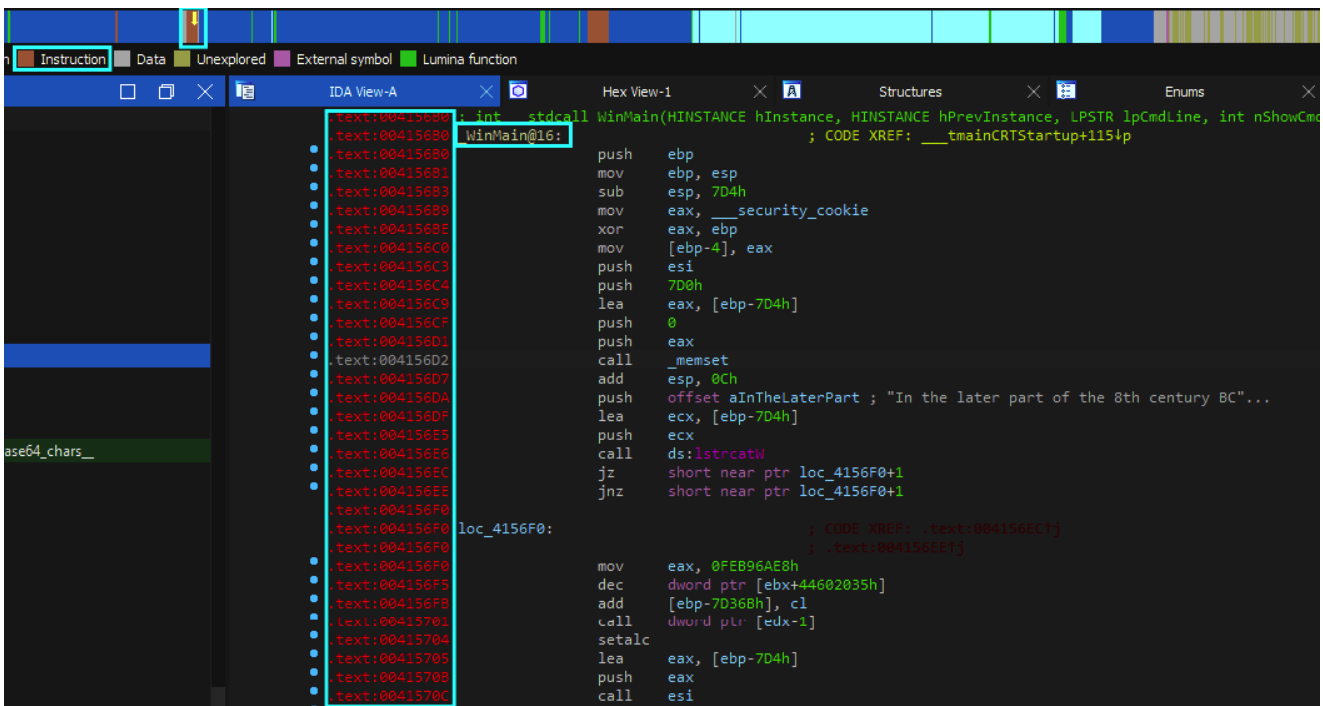 n Instruction Data Unexplored External symbol Lumina function
IDA View-A Hex View-1 Structures Enums
.text:004156B0 ; int __stdcall WinMain(HINSTANCE hInstance, HINSTANCE hPrevInstance, LPSTR lpCmdLine, int nShowCmd
.text:004156B0 _WinMain@16: ; CODE XREF: ___tmainCRTStartup+115↓p
.text:004156B0 push ebp
.text:004156B1 mov ebp, esp
.text:004156B3 sub esp, 7D4h
.text:004156B9 mov eax, ___security_cookie
.text:004156BE xor eax, ebp
.text:004156C0 mov [ebp-4], eax
.text:004156C3 push esi
.text:004156C4 push 7D0h
.text:004156C9 lea eax, [ebp-7D4h]
.text:004156CF push 0
.text:004156D1 push eax
.text:004156D2 call _memset
.text:004156D7 add esp, 0Ch
.text:004156DA push offset aInTheLaterPart ; "In the later part of the 8th century BC"...
.text:004156DF lea ecx, [ebp-7D4h]
.text:004156E5 push ecx
ase64_chars__ .text:004156E6 call ds:lstrcatW
.text:004156EC jz short near ptr loc_4156F0+1
.text:004156EE jnz short near ptr loc_4156F0+1
.text:004156F0
.text:004156F0 loc_4156F0: ; CODE XREF: .text:004156EC↑j
.text:004156F0 ; .text:004156EE↑j
.text:004156F0 mov eax, 0FEB96AE8h
.text:004156F5 dec dword ptr [ebx+44602035h]
.text:004156FB add [ebp-7D36Bh], cl
.text:00415701 call dword ptr [edx-1]
.text:00415704 setalc
.text:00415705 lea eax, [ebp-7D4h]
.text:0041570B push eax
.text:0041570C call esi